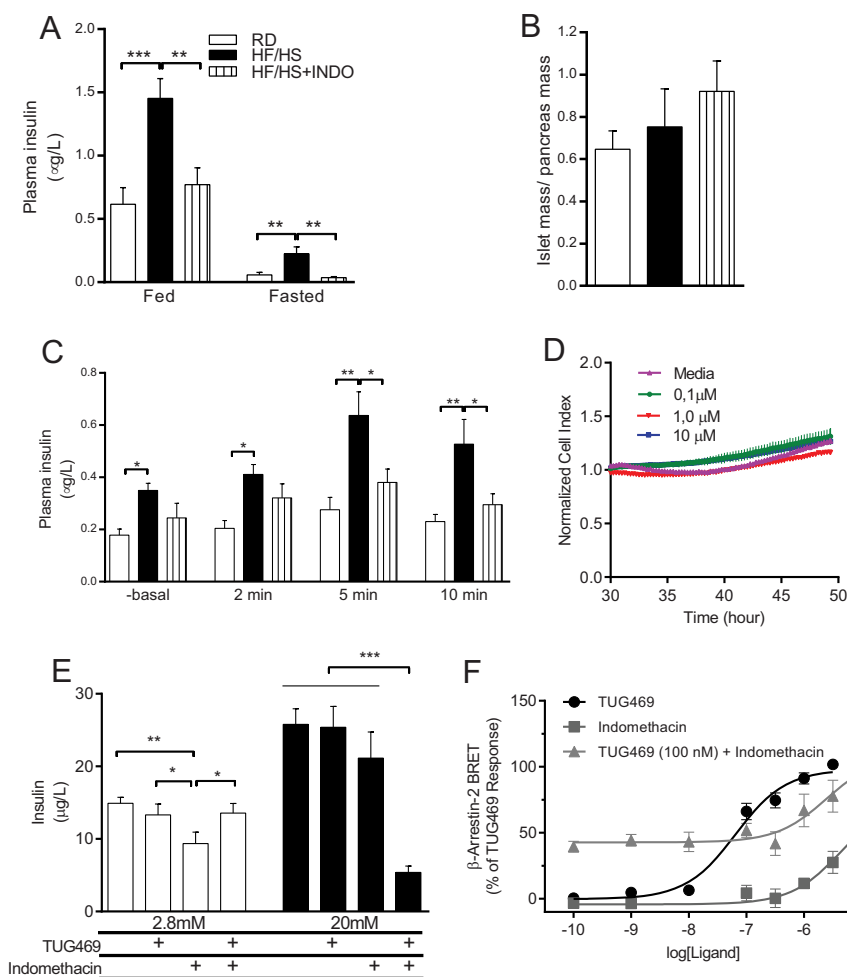 A
RD
HF/HS
HF/HS+INDO
*** **
** **
Plasma insulin
(αg/L)
2.0
1.5
1.0
0.5
0.0
Fed Fasted
B
Islet mass/ pancreas mass
1.2
1.0
0.8
0.6
0.4
0.2
0.0
C
Plasma insulin
(αg/L)
0.8
0.6
0.4
0.2
0.0
* * ** * ** *
-basal 2 min 5 min 10 min
D
Media
0,1μM
1,0 μM
10 μM
Normalized Cell Index
2.0
1.5
1.0
0.5
0.0
30 35 40 45 50
Time (hour)
E
Insulin
(μg/L)
30
20
10
0
** * * ***
2.8mM 20mM
TUG469 + + + +
Indomethacin + + + +
F
TUG469
Indomethacin
TUG469 (100 nM) + Indomethacin
β-Arrestin-2 BRET
(% of TUG469 Response)
150
100
50
0
-10 -9 -8 -7 -6
log[Ligand]